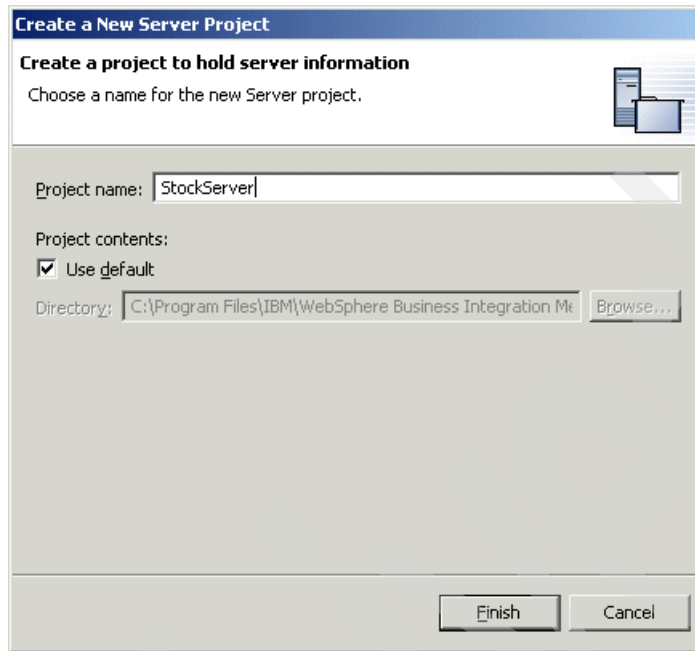 Create a New Server Project
Create a project to hold server information
Choose a name for the new Server project.
Project name: StockServer
Project contents:
Use default
Directory: C:\Program Files\IBM\WebSphere Business Integration Me Browse...
Finish Cancel